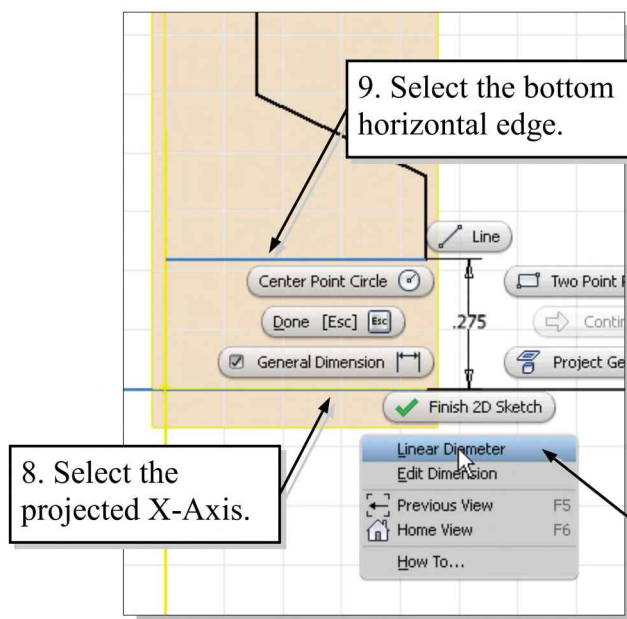 9. Select the bottom
horizontal edge.
Line
Center Point Circle
Two Point
Done [Esc] Esc
.275
General Dimension
Project Ge
Finish 2D Sketch
8. Select the
projected X-Axis.
Linear Diameter
Edit Dimension
Previous View F5
Home View F6
How To...